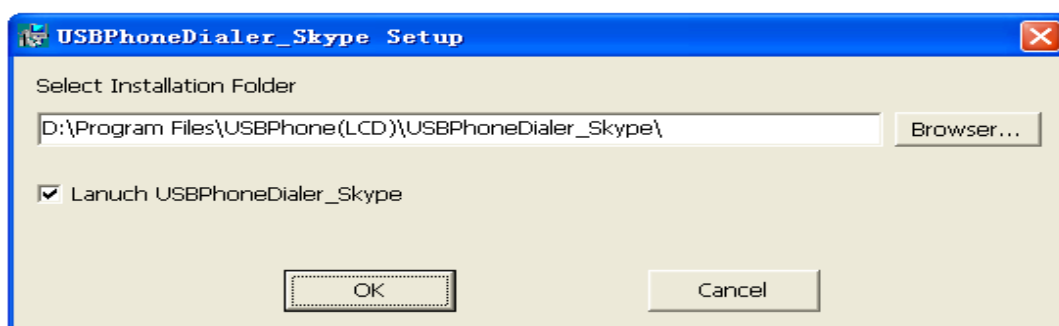 USBPhoneDialer_Skype Setup
Select Installation Folder
D:\Program Files\USBPhone(LCD)\USBPhoneDialer_Skype\ Browser...
Lanuch USBPhoneDialer_Skype
OK Cancel